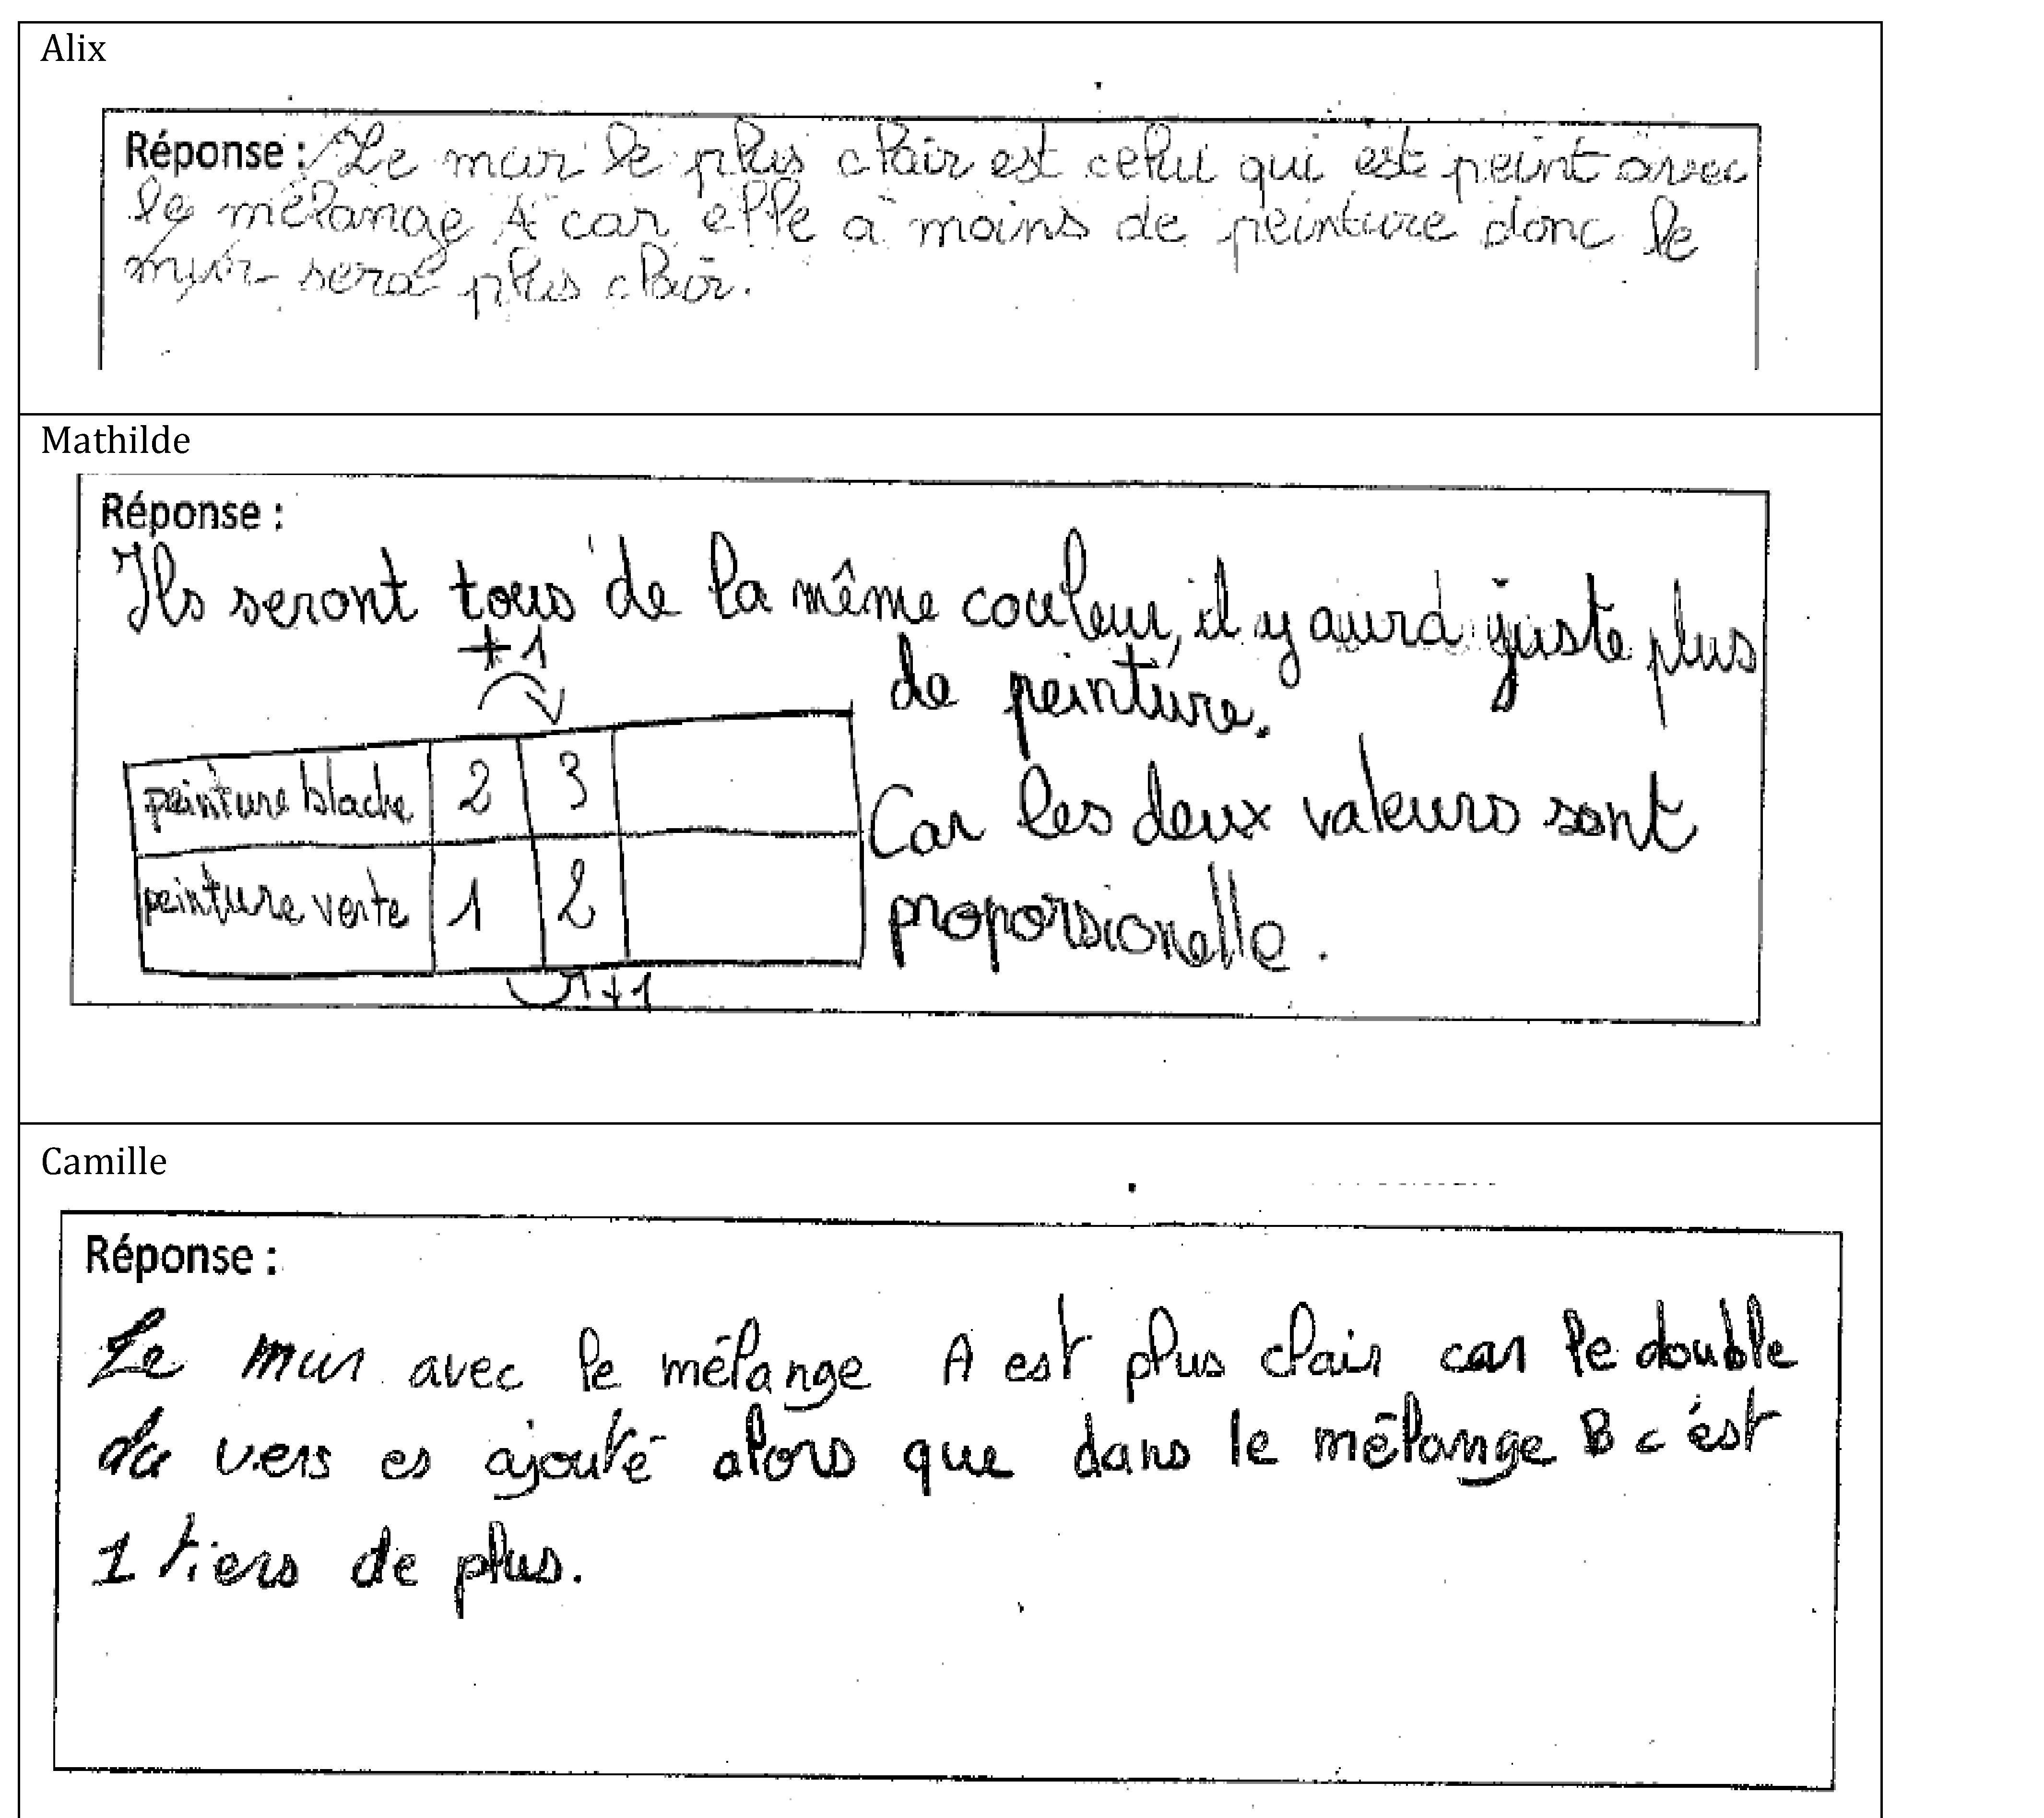 Alix
Réponse : Le mur le plus clair est celui qui est peint avec
le mélange A car elle a moins de peinture donc le
mur sera plus clair.
Mathilde
Réponse :
Ils seront tous de la même couleur, il y aura juste plus
de peinture.
+1
peinture blache 2 3
peinture verte 1 2
+1
Car les deux valeurs sont
proporsionelle.
Camille
Réponse :
Le mur avec le mélange A est plus clair car le double
du vers es ajouté alors que dans le mélange B c'est
1 tiers de plus.